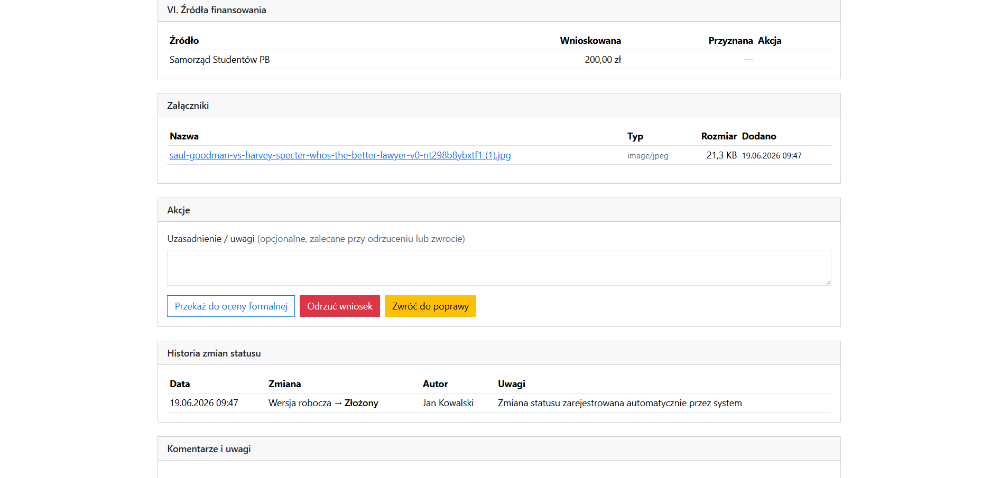 VI. Źródła finansowania
Źródło Wnioskowana Przyznana Akcja
Samorząd Studentów PB 200,00 zł —
Załączniki
Nazwa Typ Rozmiar Dodano
saul-goodman-vs-harvey-specter-whos-the-better-lawyer-v0-nt298b8ybxtf1 (1).jpg image/jpeg 21,3 KB 19.06.2026 09:47
Akcje
Uzasadnienie / uwagi (opcjonalne, zalecane przy odrzuceniu lub zwrocie)
Przekaż do oceny formalnej Odrzuć wniosek Zwróć do poprawy
Historia zmian statusu
Data Zmiana Autor Uwagi
19.06.2026 09:47 Wersja robocza → Złożony Jan Kowalski Zmiana statusu zarejestrowana automatycznie przez system
Komentarze i uwagi